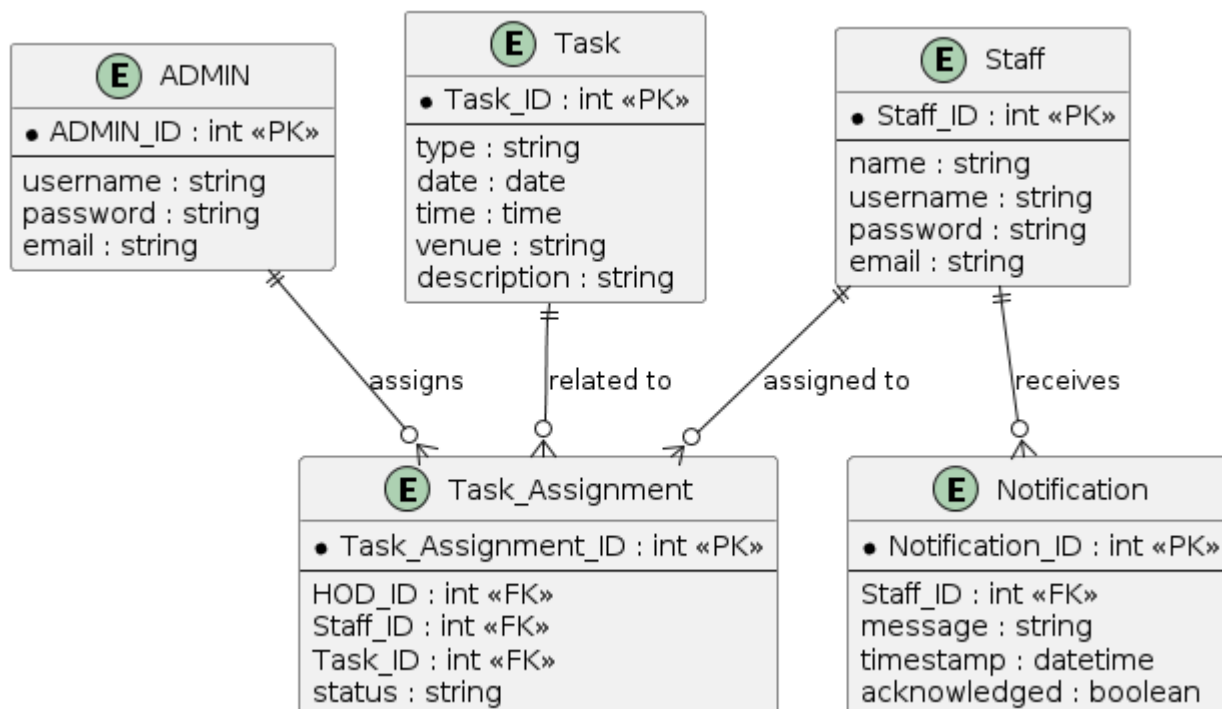 E ADMIN
ADMIN_ID : int «PK»
username : string
password : string
email : string
E Task
Task_ID : int «PK»
type : string
date : date
time : time
venue : string
description : string
E Staff
Staff_ID : int «PK»
name : string
username : string
password : string
email : string
assigns
related to
assigned to
receives
E Task_Assignment
Task_Assignment_ID : int «PK»
HOD_ID : int «FK»
Staff_ID : int «FK»
Task_ID : int «FK»
status : string
E Notification
Notification_ID : int «PK»
Staff_ID : int «FK»
message : string
timestamp : datetime
acknowledged : boolean